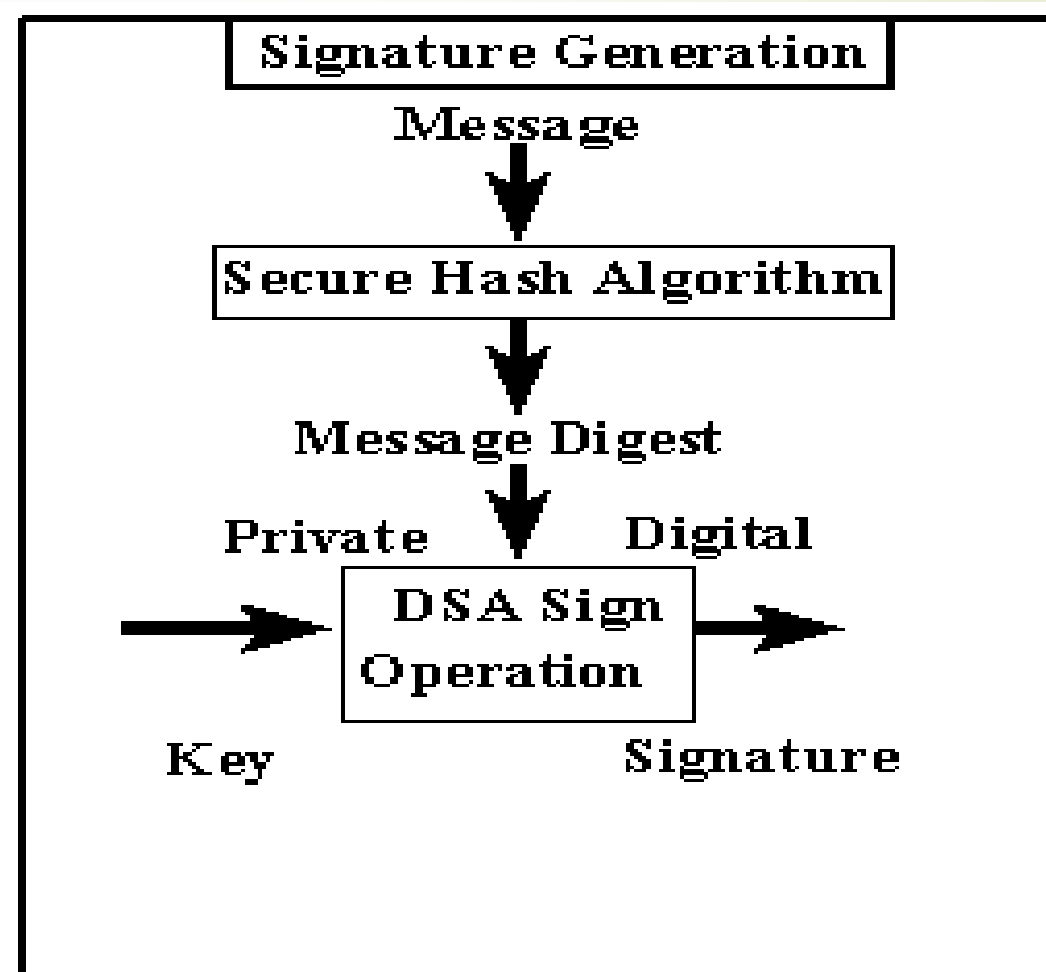 Signature Generation
Message
Secure Hash Algorithm
Message Digest
Private
Digital
DSA Sign
Operation
Key
Signature